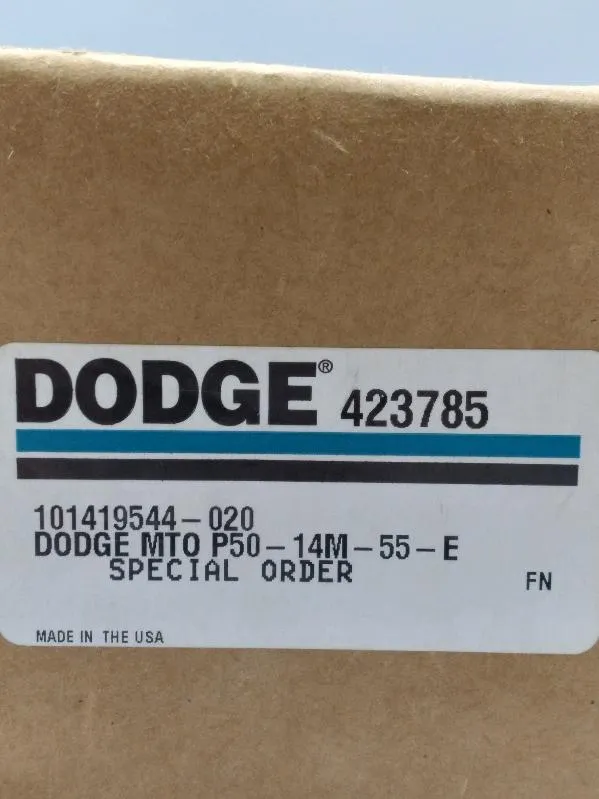 DODGE® 423785
101419544-020
DODGE MTO P50-14M-55-E
SPECIAL ORDER
FN
MADE IN THE USA